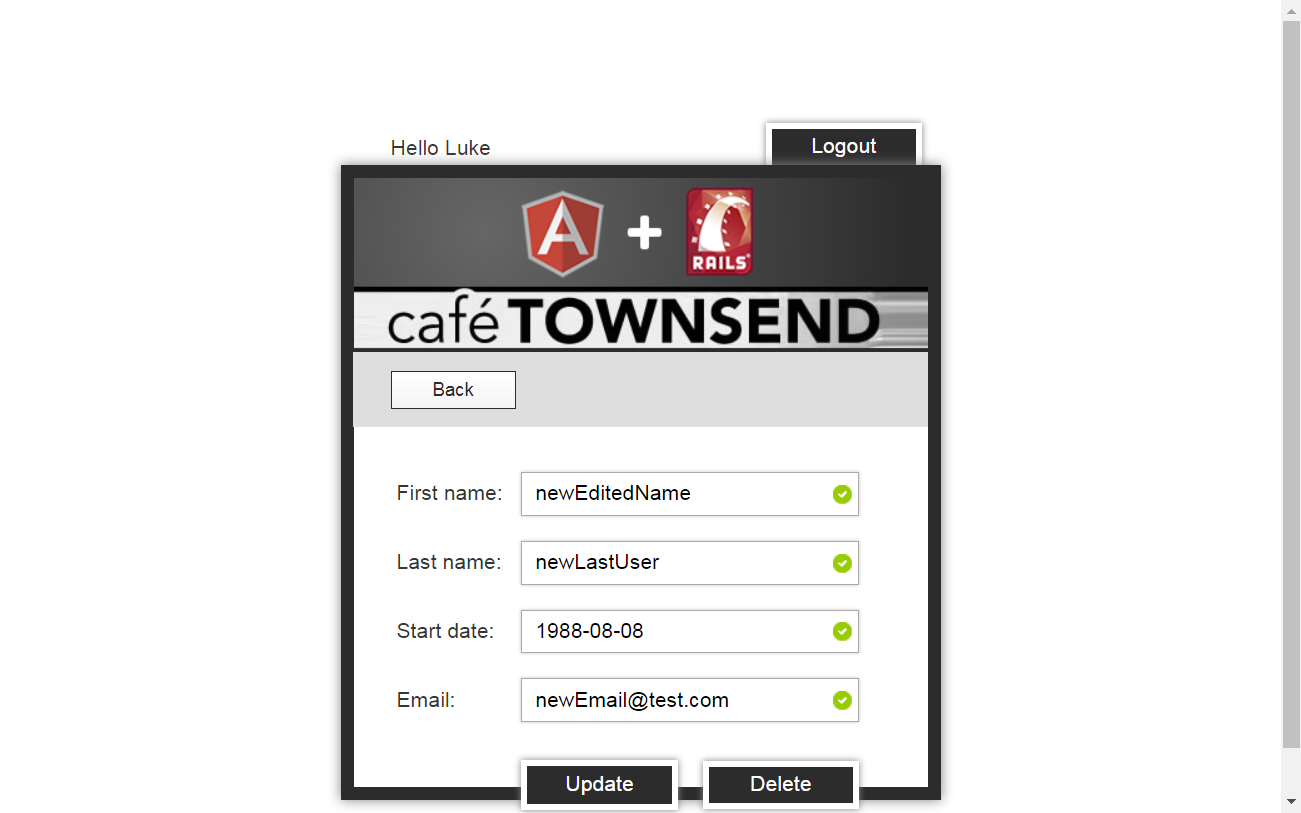 Hello Luke
Logout
A
RAILS
café TOWNSEND
Back
First name: newEditedName
Last name: newLastUser
Start date: 1988-08-08
Email: newEmail@test.com
Update
Delete